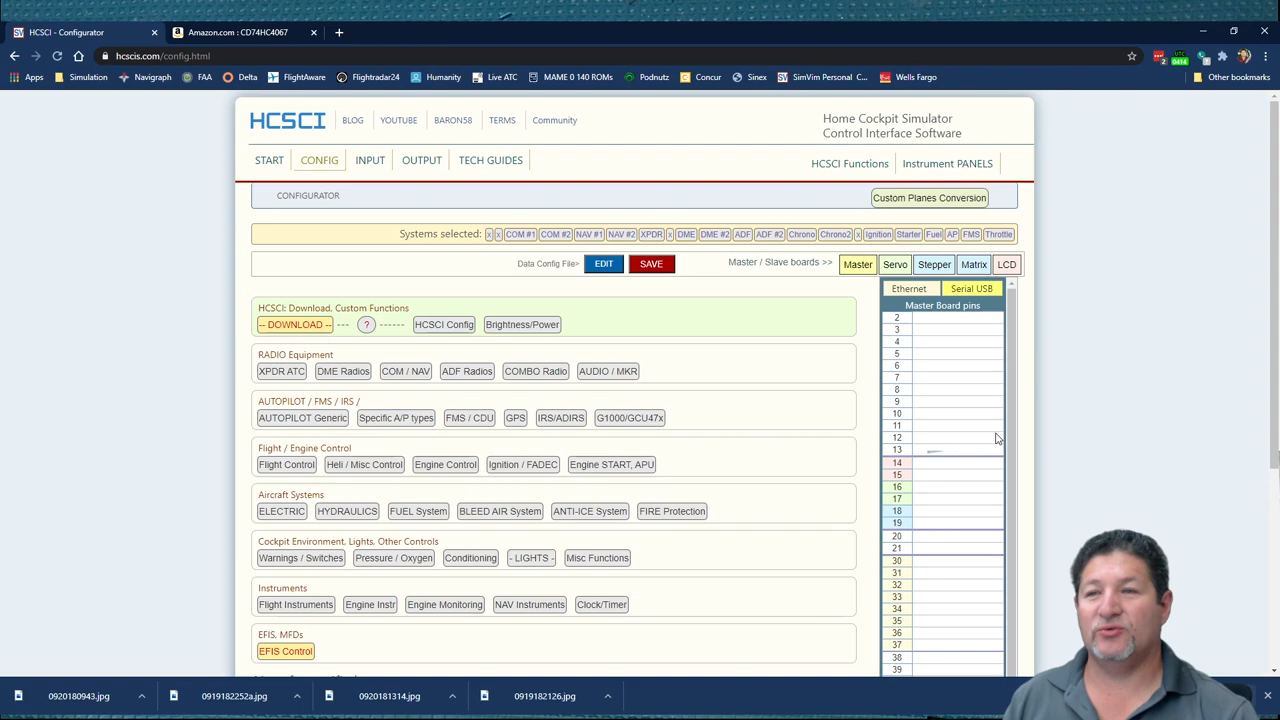 HCSCI - Configurator
Amazon.com : CD74HC4067
hcscis.com/config.html
UTC
2
0414
Apps
Simulation
Navigraph
FAA
Delta
FlightAware
Flightradar24
Humanity
Live ATC
MAME 0 140 ROMs
Podnutz
Concur
Sinex
SimVim Personal C...
Wells Fargo
Other bookmarks
HCSCI
BLOG
YOUTUBE
BARON58
TERMS
Community
Home Cockpit Simulator
Control Interface Software
START
CONFIG
INPUT
OUTPUT
TECH GUIDES
HCSCI Functions
Instrument PANELS
CONFIGURATOR
Custom Planes Conversion
Systems selected: x x COM #1 COM #2 NAV #1 NAV #2 XPDR x DME DME #2 ADF ADF #2 Chrono Chrono2 x Ignition Starter Fuel AP FMS Throttle
Data Config File> EDIT SAVE
Master / Slave boards >> Master Servo Stepper Matrix LCD
Ethernet Serial USB
Master Board pins
HCSCI: Download, Custom Functions
-- DOWNLOAD -- --- ? ------ HCSCI Config Brightness/Power
RADIO Equipment
XPDR ATC DME Radios COM / NAV ADF Radios COMBO Radio AUDIO / MKR
AUTOPILOT / FMS / IRS /
AUTOPILOT Generic Specific A/P types FMS / CDU GPS IRS/ADIRS G1000/GCU47x
Flight / Engine Control
Flight Control Heli / Misc Control Engine Control Ignition / FADEC Engine START, APU
Aircraft Systems
ELECTRIC HYDRAULICS FUEL System BLEED AIR System ANTI-ICE System FIRE Protection
Cockpit Environment, Lights, Other Controls
Warnings / Switches Pressure / Oxygen Conditioning - LIGHTS - Misc Functions
Instruments
Flight Instruments Engine Instr Engine Monitoring NAV Instruments Clock/Timer
EFIS, MFDs
EFIS Control
2
3
4
5
6
7
8
9
10
11
12
13
14
15
16
17
18
19
20
21
30
31
32
33
34
35
36
37
38
39
0920180943.jpg
0919182252a.jpg
0920181314.jpg
0919182126.jpg